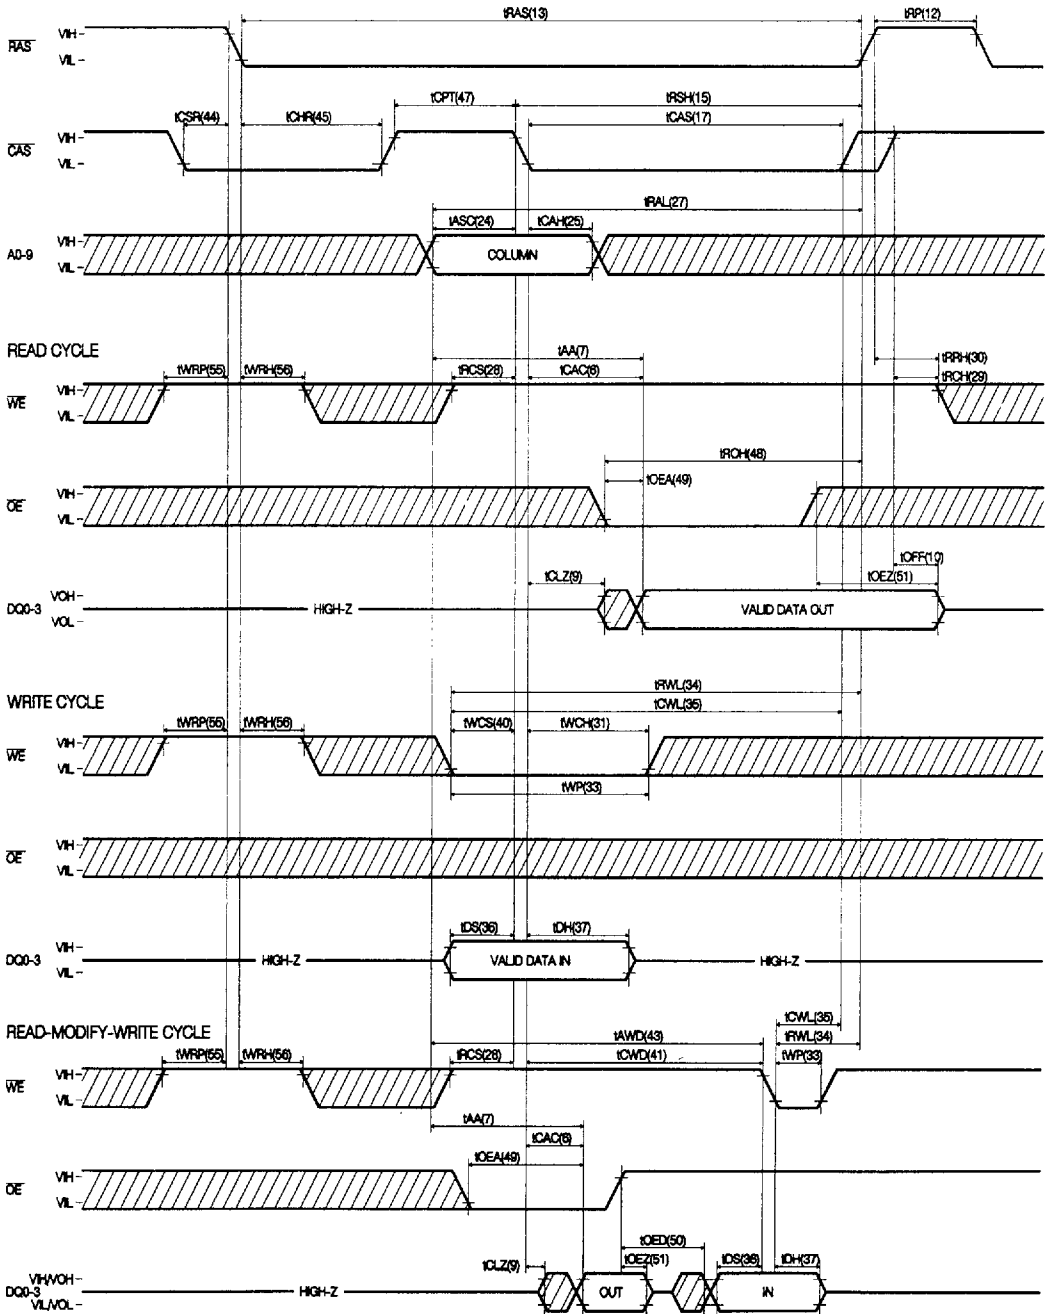 tRAS(13) tRP(12)
RAS VIH VIL
tCPT(47) tRSH(15)
tCSR(44) tCHR(45) tCAS(17)
CAS VIH VIL
tRAL(27)
tASC(24) tCAH(25)
A0-9 VIH VIL COLUMN
READ CYCLE
tAA(7) tRRH(30)
tWRP(55) tWRH(56) tRCS(28) tCAC(6) tRCH(29)
WE VIH VIL
tROH(48)
tOEA(49)
OE VIH VIL
tOFF(10)
tCLZ(9) tOEZ(51)
DQ0-3 VOH VOL HIGH-Z VALID DATA OUT
WRITE CYCLE
tRWL(34)
tCWL(35)
tWRP(55) tWRH(56) tWCS(40) tWCH(31)
WE VIH VIL
tWP(33)
OE VIH VIL
tDS(36) tDH(37)
DQ0-3 VIH VIL HIGH-Z VALID DATA IN HIGH-Z
READ-MODIFY-WRITE CYCLE
tCWL(35)
tAWD(43) tRWL(34)
tWRP(55) tWRH(56) tRCS(28) tCWD(41) tWP(33)
WE VIH VIL
tAA(7)
tCAC(6)
tOEA(49)
OE VIH VIL
tOED(50)
tCLZ(9) tOEZ(51) tDS(36) tDH(37)
DQ0-3 VIH/VOH VIL/VOL HIGH-Z OUT IN